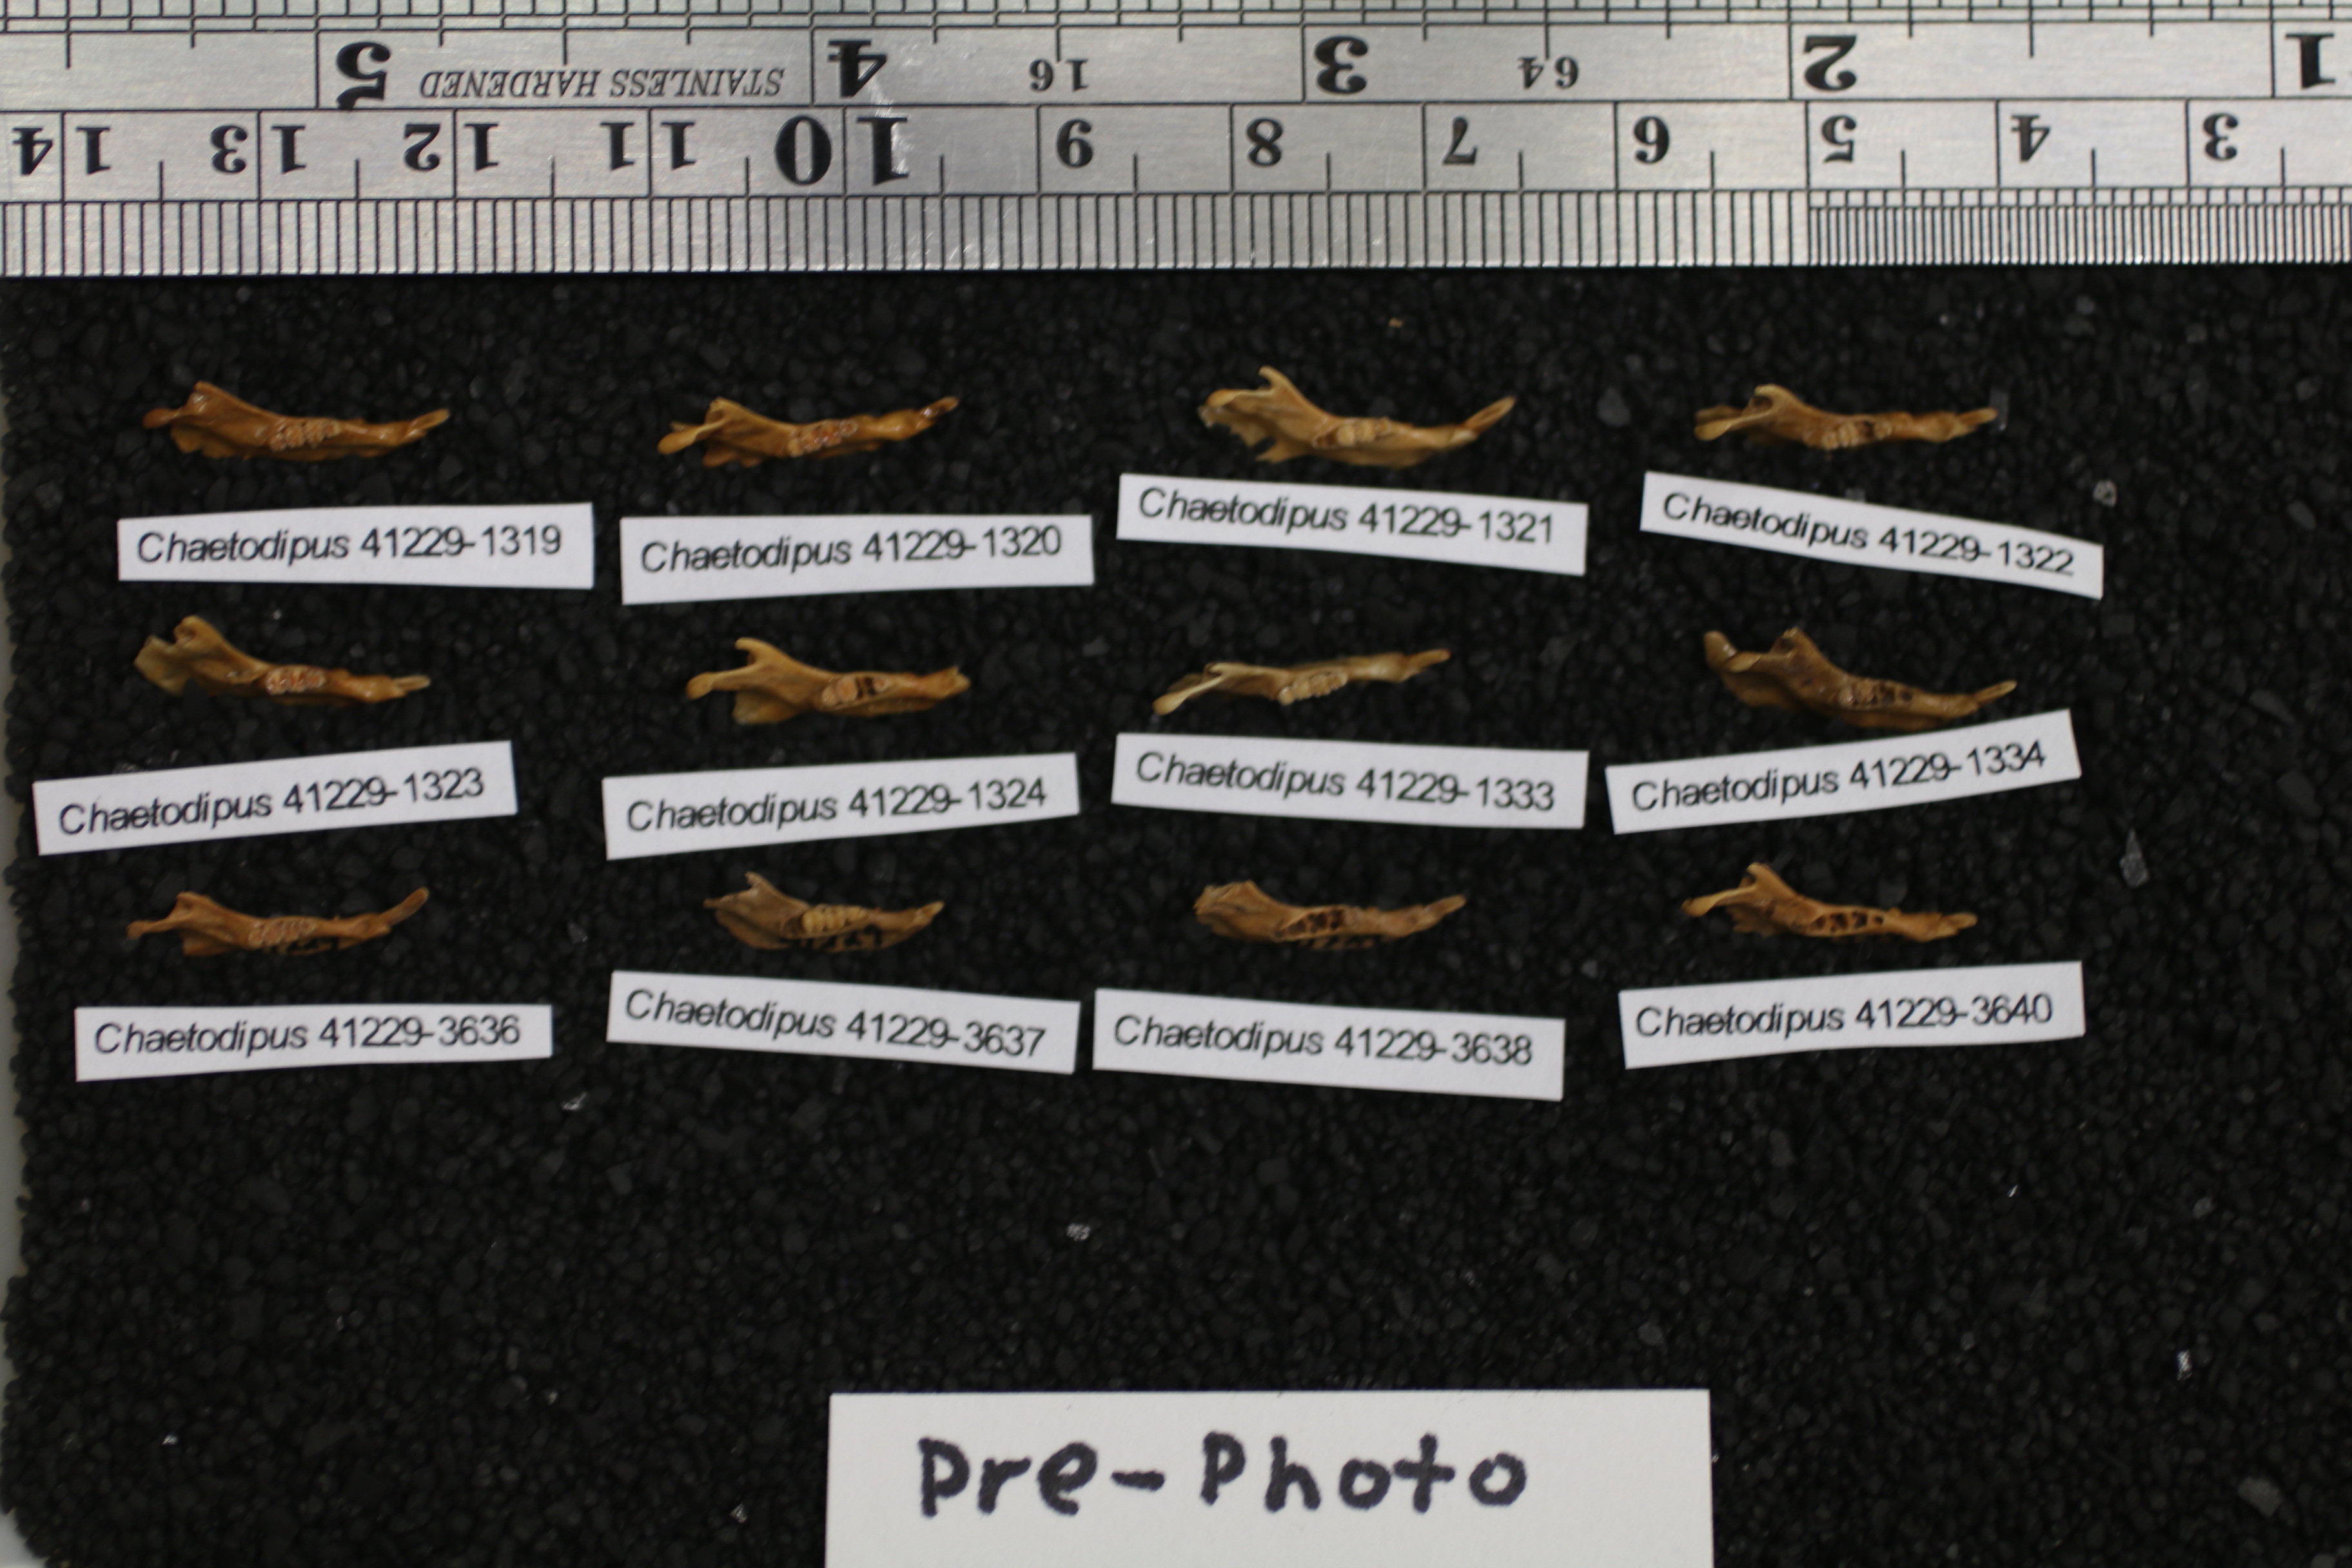 5 STAINLESS HARDENED 4 16 3 64 2 1
14 13 12 11 10 9 8 7 6 5 4 3
Chaetodipus 41229-1319
Chaetodipus 41229-1320
Chaetodipus 41229-1321
Chaetodipus 41229-1322
Chaetodipus 41229-1323
Chaetodipus 41229-1324
Chaetodipus 41229-1333
Chaetodipus 41229-1334
Chaetodipus 41229-3636
Chaetodipus 41229-3637
Chaetodipus 41229-3638
Chaetodipus 41229-3640
Pre-Photo